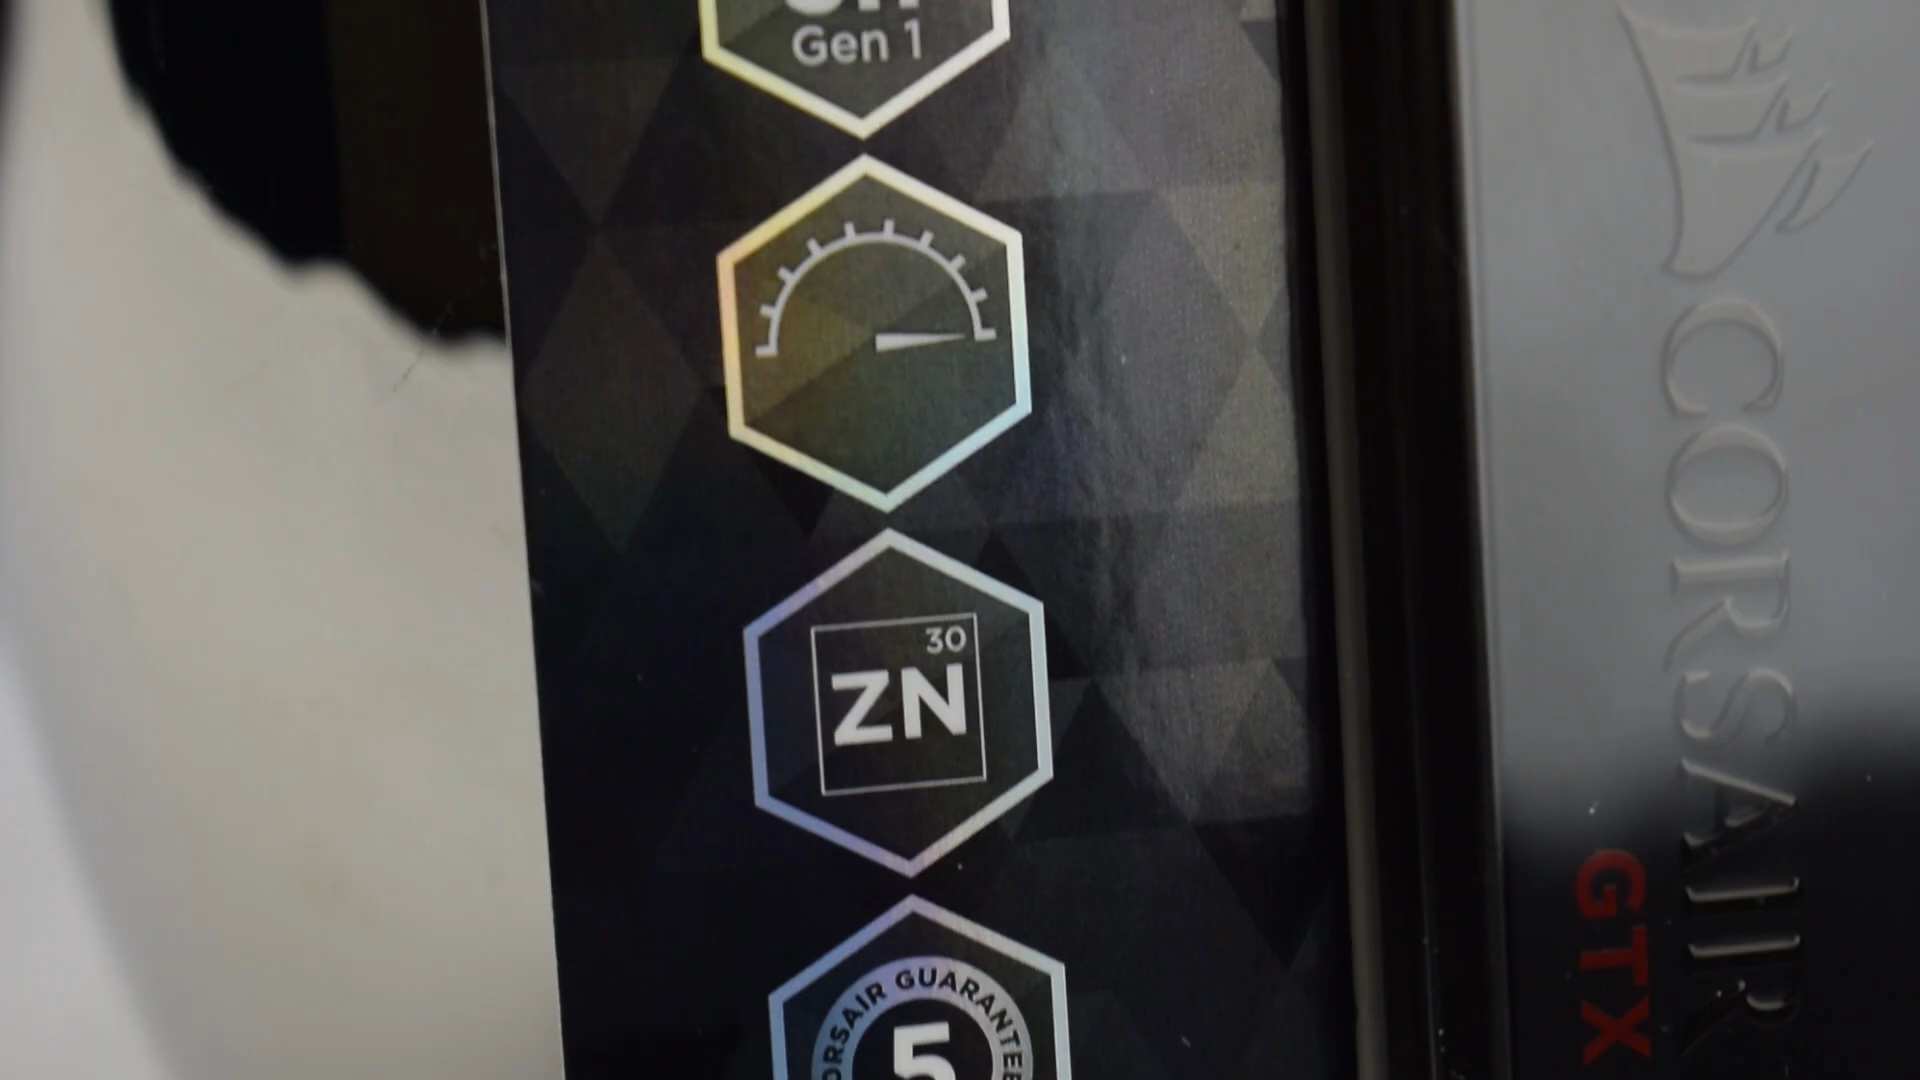 Gen 1
30
ZN
CORSAIR GUARANTEE
5
CORSAIR
GTX